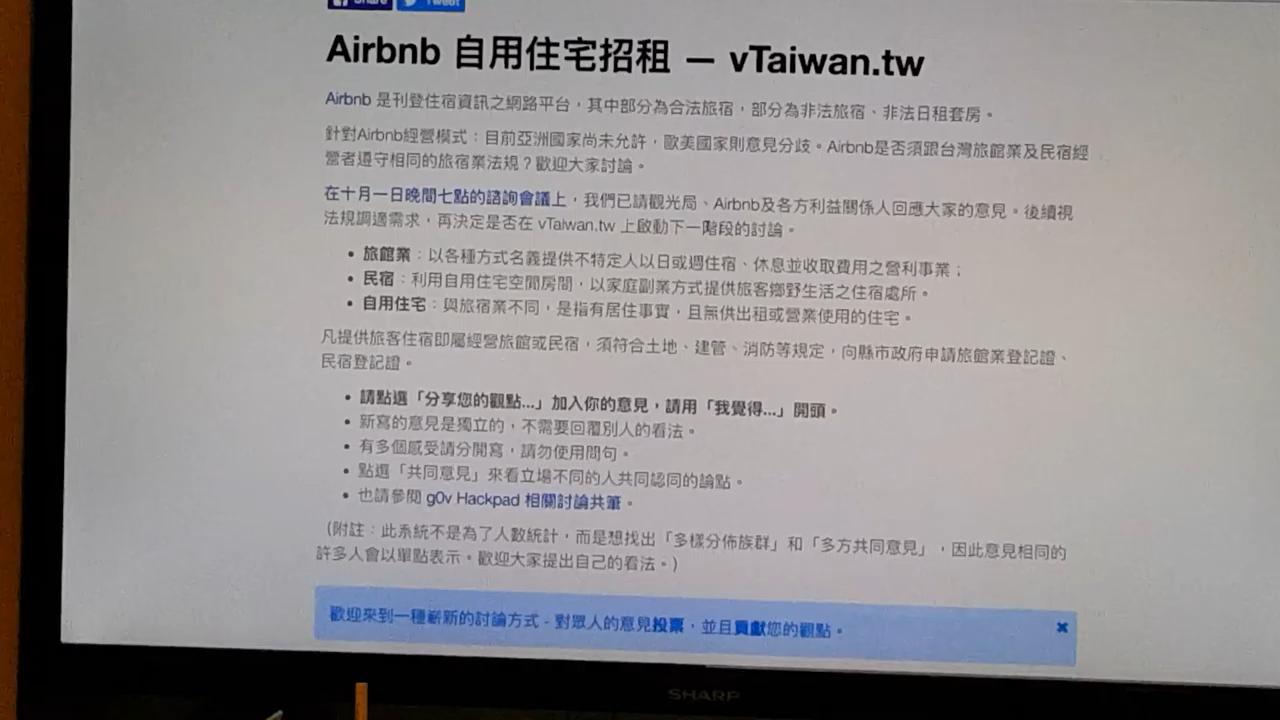 Share Tweet
Airbnb 自用住宅招租 — vTaiwan.tw
Airbnb 是刊登住宿資訊之網路平台，其中部分為合法旅宿，部分為非法旅宿、非法日租套房。
針對Airbnb經營模式：目前亞洲國家尚未允許，歐美國家則意見分歧。Airbnb是否須跟台灣旅館業及民宿經
營者遵守相同的旅宿業法規？歡迎大家討論。
在十月一日晚間七點的諮詢會議上，我們已請觀光局、Airbnb及各方利益關係人回應大家的意見。後續視
法規調適需求，再決定是否在 vTaiwan.tw 上啟動下一階段的討論。
• 旅館業：以各種方式名義提供不特定人以日或週住宿、休息並收取費用之營利事業；
• 民宿：利用自用住宅空閒房間，以家庭副業方式提供旅客鄉野生活之住宿處所。
• 自用住宅：與旅宿業不同，是指有居住事實，且無供出租或營業使用的住宅。
凡提供旅客住宿即屬經營旅館或民宿，須符合土地、建管、消防等規定，向縣市政府申請旅館業登記證、
民宿登記證。
• 請點選「分享您的觀點...」加入你的意見，請用「我覺得...」開頭。
• 新寫的意見是獨立的，不需要回覆別人的看法。
• 有多個感受請分開寫，請勿使用問句。
• 點選「共同意見」來看立場不同的人共同認同的論點。
• 也請參閱 g0v Hackpad 相關討論共筆。
（附註：此系統不是為了人數統計，而是想找出「多樣分佈族群」和「多方共同意見」，因此意見相同的
許多人會以單點表示。歡迎大家提出自己的看法。）
歡迎來到一種嶄新的討論方式 - 對眾人的意見投票，並且貢獻您的觀點。
SHARP